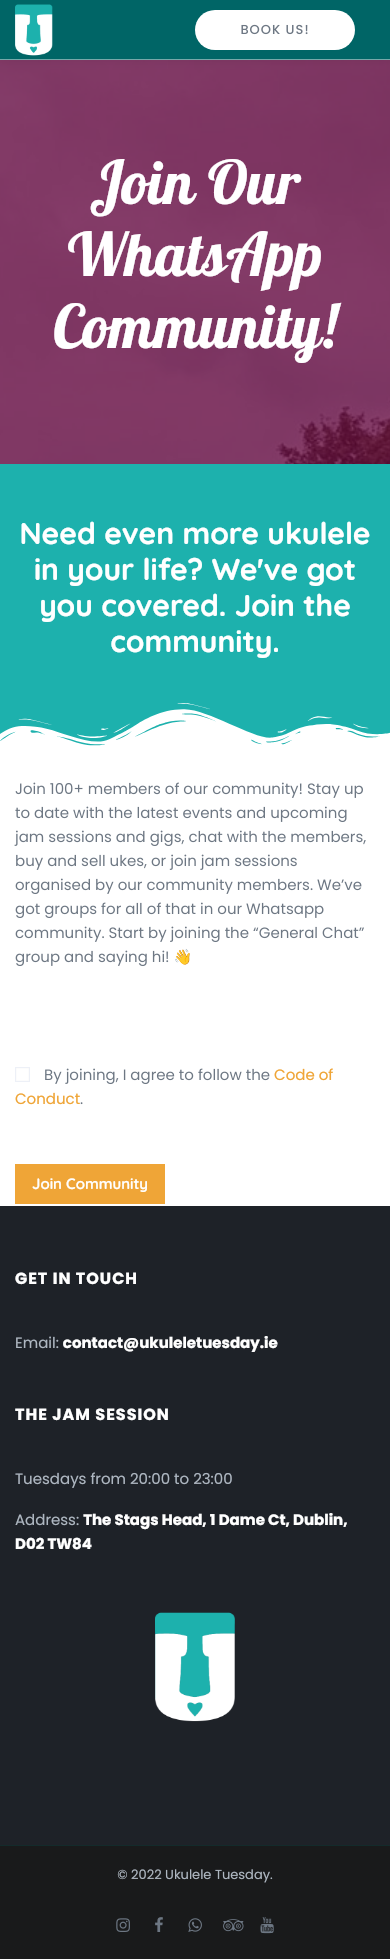 BOOK US!
Join Our
WhatsApp
Community!
Need even more ukulele
in your life? We've got
you covered. Join the
community.
Join 100+ members of our community! Stay up
to date with the latest events and upcoming
jam sessions and gigs, chat with the members,
buy and sell ukes, or join jam sessions
organised by our community members. We’ve
got groups for all of that in our Whatsapp
community. Start by joining the “General Chat”
group and saying hi! 👋
By joining, I agree to follow the Code of
Conduct.
Join Community
GET IN TOUCH
Email: contact@ukuleletuesday.ie
THE JAM SESSION
Tuesdays from 20:00 to 23:00
Address: The Stags Head, 1 Dame Ct, Dublin,
D02 TW84
© 2022 Ukulele Tuesday.